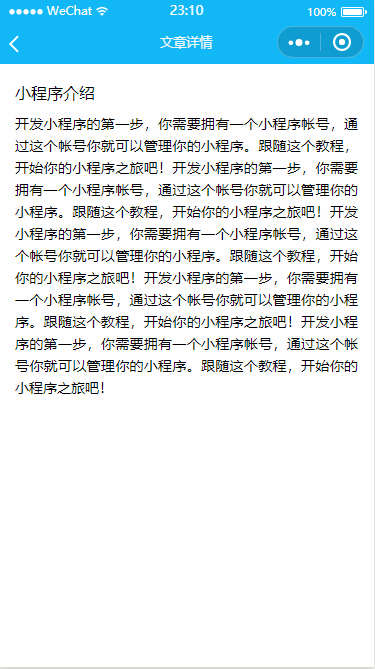 WeChat 23:10 100%
文章详情
小程序介绍
开发小程序的第一步，你需要拥有一个小程序帐号，通
过这个帐号你就可以管理你的小程序。跟随这个教程，
开始你的小程序之旅吧！开发小程序的第一步，你需要
拥有一个小程序帐号，通过这个帐号你就可以管理你的
小程序。跟随这个教程，开始你的小程序之旅吧！开发
小程序的第一步，你需要拥有一个小程序帐号，通过这
个帐号你就可以管理你的小程序。跟随这个教程，开始
你的小程序之旅吧！开发小程序的第一步，你需要拥有
一个小程序帐号，通过这个帐号你就可以管理你的小程
序。跟随这个教程，开始你的小程序之旅吧！开发小程序
的第一步，你需要拥有一个小程序帐号，通过这个帐
号你就可以管理你的小程序。跟随这个教程，开始你的
小程序之旅吧！